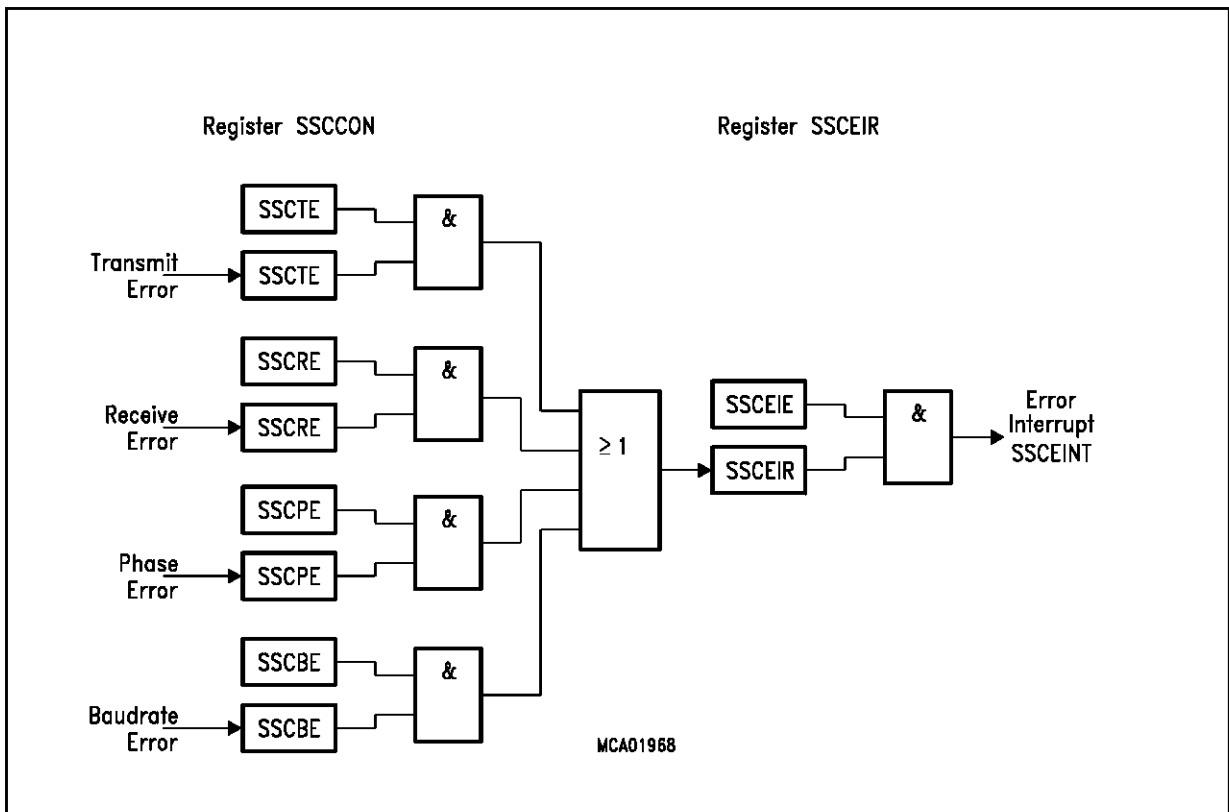 Register SSCCON
Register SSCEIR
SSCTE
&
Transmit
Error
SSCTE
SSCRE
&
Receive
Error
SSCRE
≥ 1
SSCEIE
&
SSCEIR
Error
Interrupt
SSCEINT
SSCPE
&
Phase
Error
SSCPE
SSCBE
&
Baudrate
Error
SSCBE
MCA01968